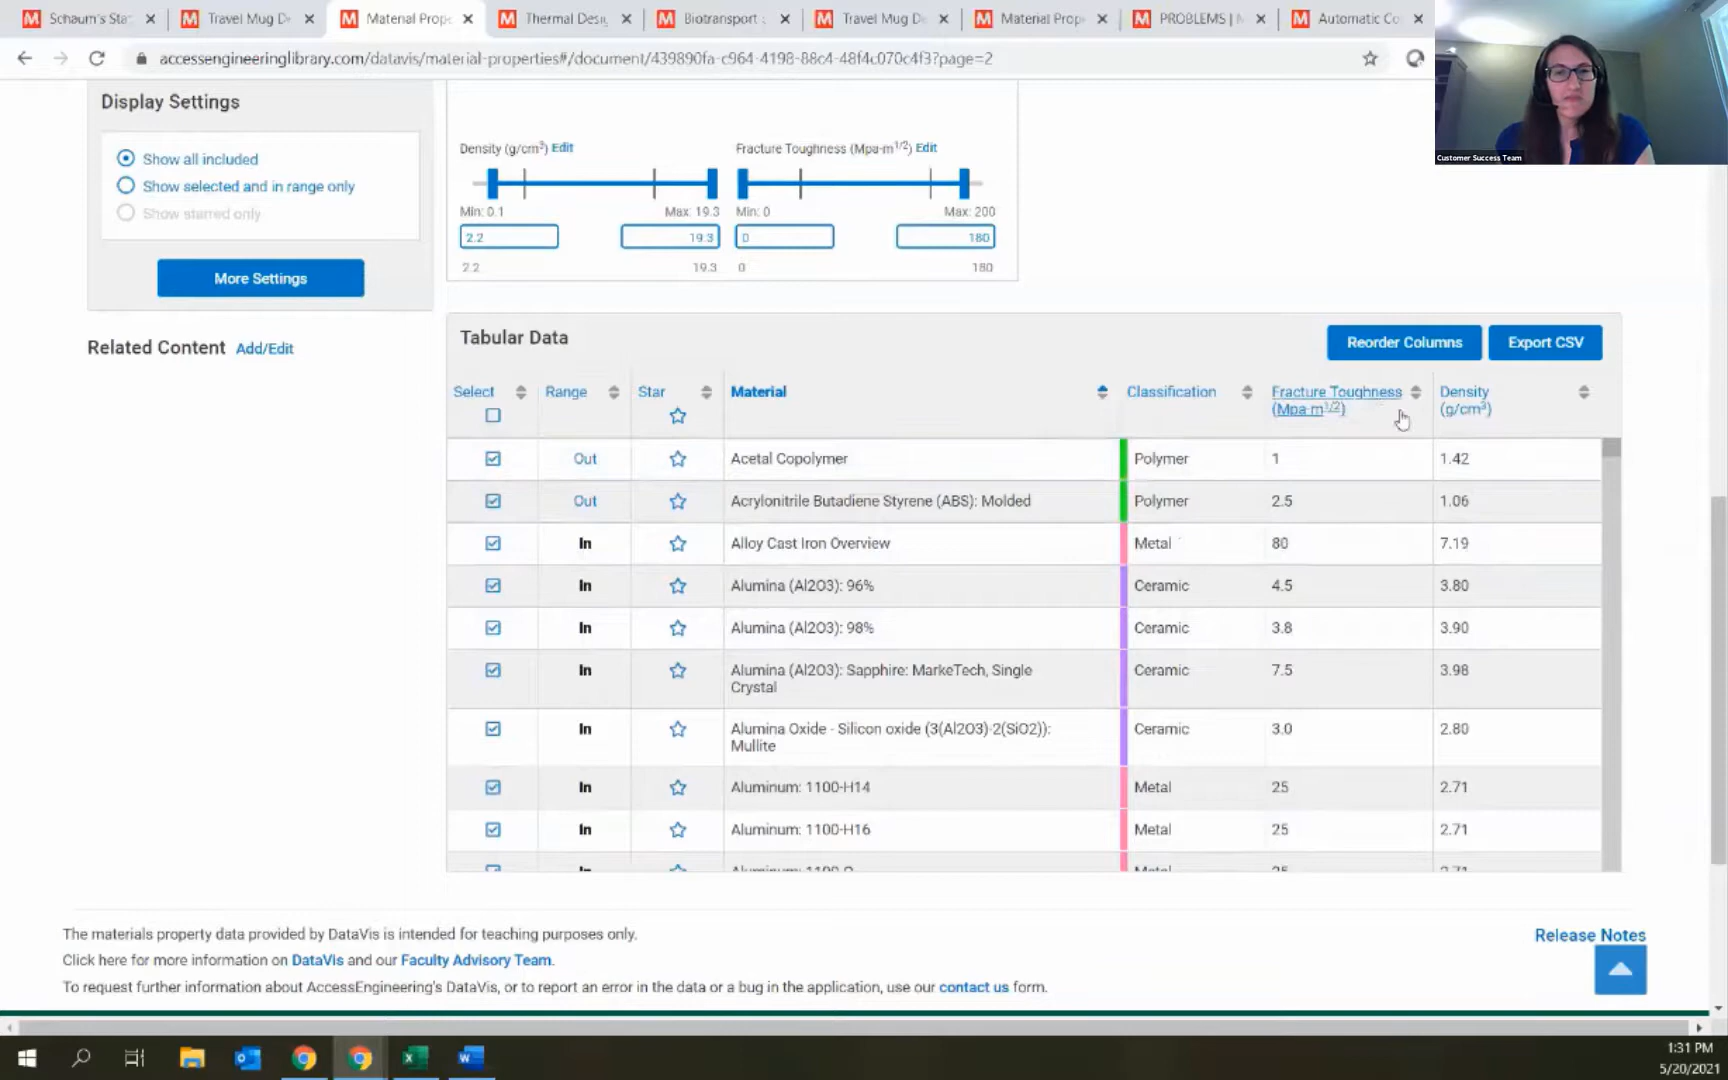 Schaum's Sta
Travel Mug D
Material Prop
Thermal Desig
Biotransport
Travel Mug D
Material Prop
PROBLEMS |
Automatic Co
accessengineeringlibrary.com/datavis/material-properties#/document/439890fa-c964-4198-88c4-48f4c070c4f3?page=2
Customer Success Team
Display Settings
Show all included
Show selected and in range only
Show starred only
More Settings
Related Content Add/Edit
Density (g/cm³) Edit
Min: 0.1 Max: 19.3
2.2 19.3
2.2 19.3
Fracture Toughness (Mpa-m1/2) Edit
Min: 0 Max: 200
0 180
0 180
Tabular Data
Reorder Columns Export CSV
Select Range Star Material Classification Fracture Toughness (Mpa-m1/2) Density (g/cm³)
Out Acetal Copolymer Polymer 1 1.42
Out Acrylonitrile Butadiene Styrene (ABS): Molded Polymer 2.5 1.06
In Alloy Cast Iron Overview Metal 80 7.19
In Alumina (Al2O3): 96% Ceramic 4.5 3.80
In Alumina (Al2O3): 98% Ceramic 3.8 3.90
In Alumina (Al2O3): Sapphire: MarkeTech, Single Crystal Ceramic 7.5 3.98
In Alumina Oxide - Silicon oxide (3(Al2O3)-2(SiO2)): Mullite Ceramic 3.0 2.80
In Aluminum: 1100-H14 Metal 25 2.71
In Aluminum: 1100-H16 Metal 25 2.71
The materials property data provided by DataVis is intended for teaching purposes only.
Click here for more information on DataVis and our Faculty Advisory Team.
To request further information about AccessEngineering's DataVis, or to report an error in the data or a bug in the application, use our contact us form.
Release Notes
1:31 PM
5/20/2021